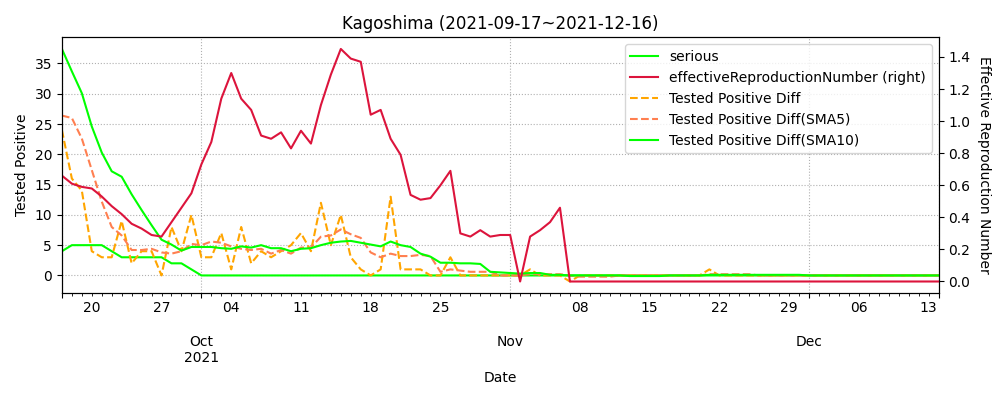 Kagoshima (2021-09-17~2021-12-16)
serious
effectiveReproductionNumber (right)
Tested Positive Diff
Tested Positive Diff(SMA5)
Tested Positive Diff(SMA10)
Tested Positive
35
30
25
20
15
10
5
0
Effective Reproduction Number
1.4
1.2
1.0
0.8
0.6
0.4
0.2
0.0
20 27 04 11 18 25 08 15 22 29 06 13
Oct Nov Dec
2021
Date